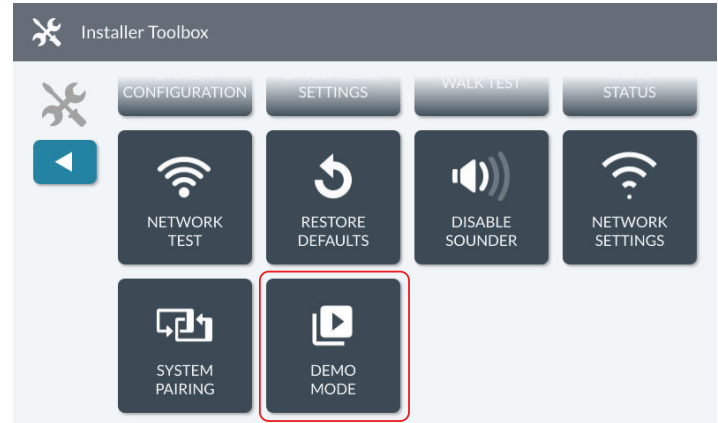 Installer Toolbox
CONFIGURATION
SETTINGS
WALK TEST
STATUS
NETWORK
TEST
RESTORE
DEFAULTS
DISABLE
SOUNDER
NETWORK
SETTINGS
SYSTEM
PAIRING
DEMO
MODE